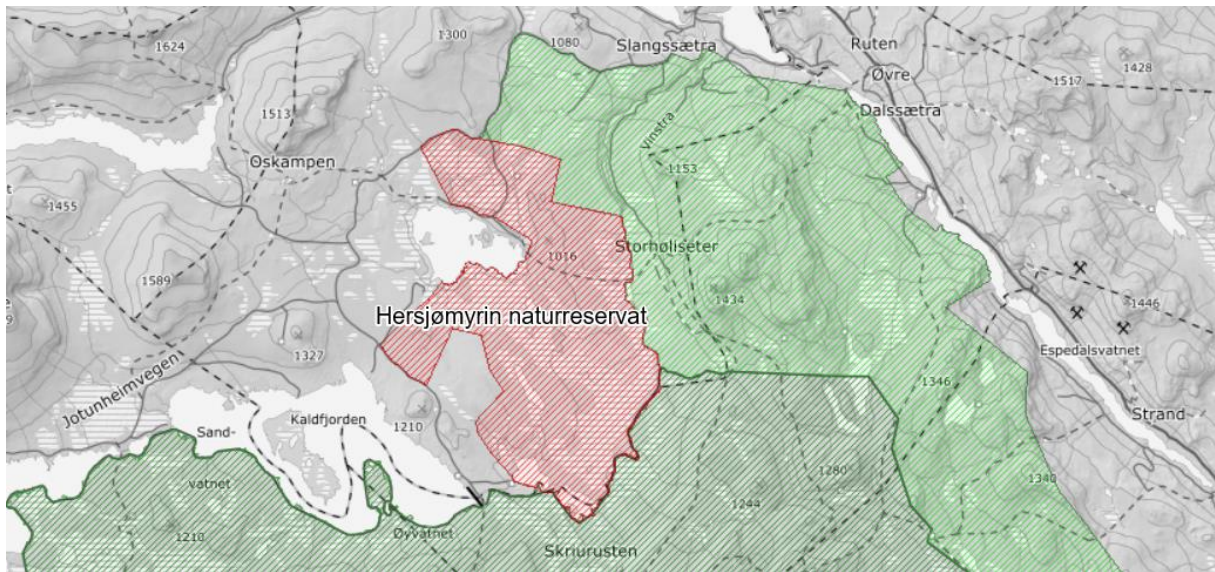 1624
1300
1080
Slangssætra
Ruten
1428
1517
Øvre
Dalssætra
1513
Vinstra
Oskampen
1153
1455
Storhøliseter
1016
1589
1434
1446
Hersjømyrin naturreservat
1327
Espedalsvatnet
Jotunheimvegen
1346
Strand
Kaldfjorden
Sand-
1210
vatnet
1280
1340
1244
1210
Øyvatnet
Skriurusten